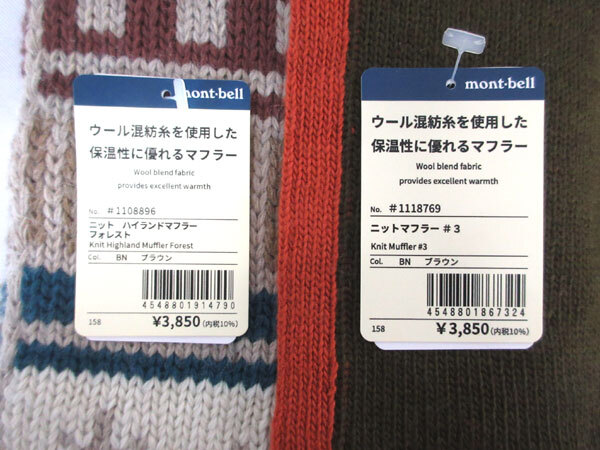 mont-bell
ウール混紡糸を使用した
保温性に優れるマフラー
Wool blend fabric
provides excellent warmth
No. #1108896
ニット ハイランドマフラー
フォレスト
Knit Highland Muffler Forest
Col. BN ブラウン
4548801914790
158 ¥3,850(内税10%)
mont-bell
ウール混紡糸を使用した
保温性に優れるマフラー
Wool blend fabric
provides excellent warmth
No. #1118769
ニットマフラー #3
Knit Muffler #3
Col. BN ブラウン
4548801867324
158 ¥3,850(内税10%)